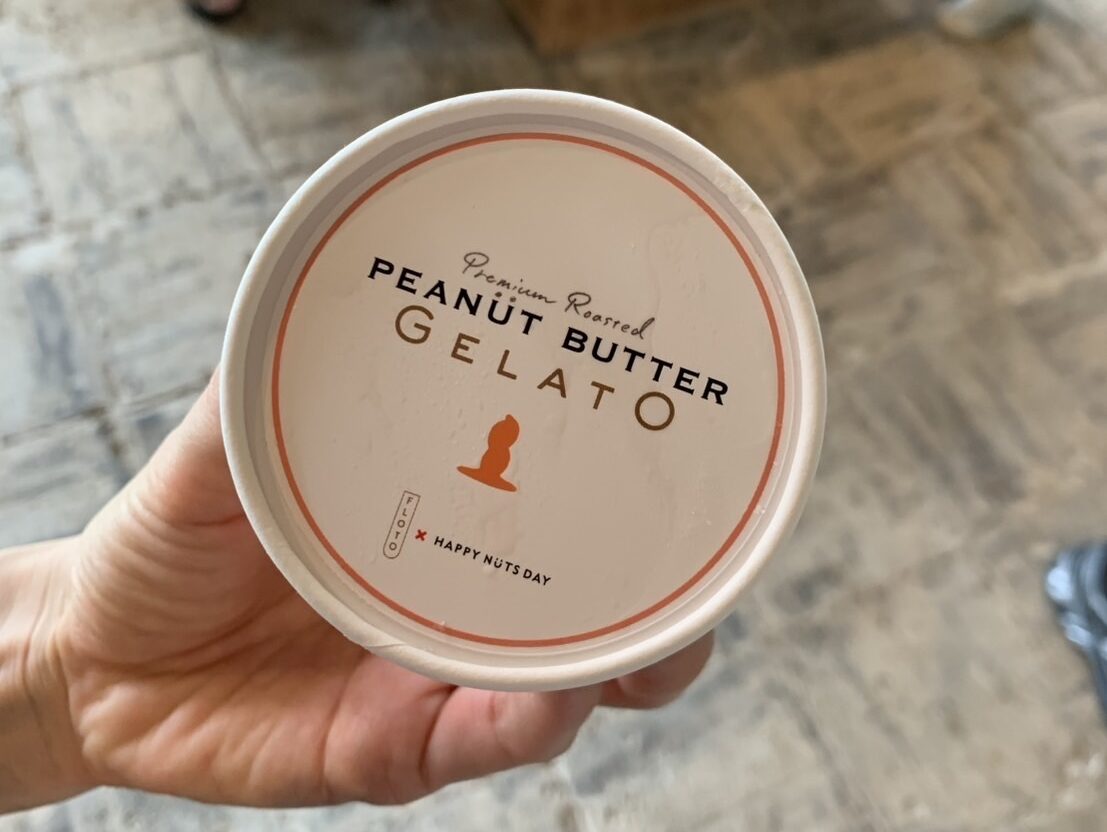 Premium Roasted
PEANÜT BUTTER
GELATO
FLOTO
× HAPPY NÜTS DAY